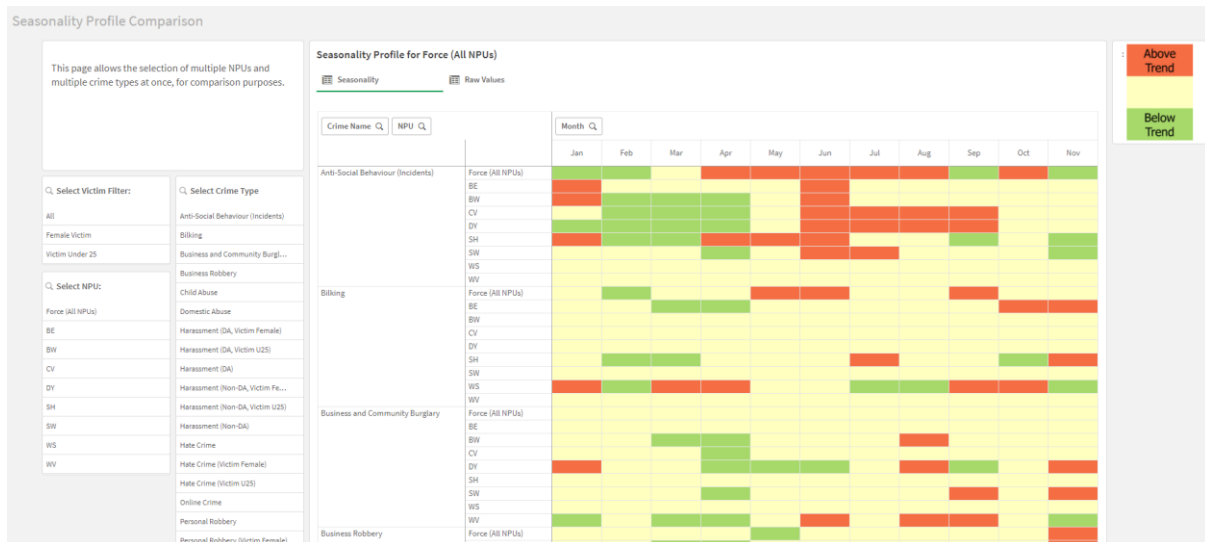 Seasonality Profile Comparison
This page allows the selection of multiple NPUs and
multiple crime types at once, for comparison purposes.
Select Victim Filter:
All
Female Victim
Victim Under 25
Select NPU:
Force (All NPUs)
BE
BW
CV
DY
SH
SW
WS
WV
Select Crime Type
Anti-Social Behaviour (Incidents)
Bilking
Business and Community Burgl...
Business Robbery
Child Abuse
Domestic Abuse
Harassment (DA, Victim Female)
Harassment (DA, Victim U25)
Harassment (DA)
Harassment (Non-DA, Victim Fe...
Harassment (Non-DA, Victim U25)
Harassment (Non-DA)
Hate Crime
Hate Crime (Victim Female)
Hate Crime (Victim U25)
Online Crime
Personal Robbery
Personal Robbery (Victim Female)
Seasonality Profile for Force (All NPUs)
Seasonality Raw Values
Crime Name NPU Month
Jan Feb Mar Apr May Jun Jul Aug Sep Oct Nov
Anti-Social Behaviour (Incidents) Force (All NPUs)
BE
BW
CV
DY
SH
SW
WS
WV
Bilking Force (All NPUs)
BE
BW
CV
DY
SH
SW
WS
WV
Business and Community Burglary Force (All NPUs)
BE
BW
CV
DY
SH
SW
WS
WV
Business Robbery Force (All NPUs)
:
Above
Trend
Below
Trend